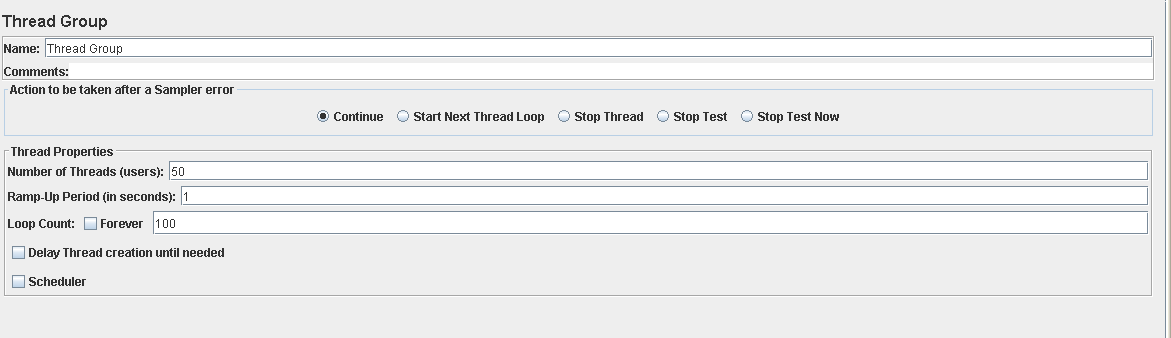 Thread Group
Name: Thread Group
Comments:
Action to be taken after a Sampler error
Continue Start Next Thread Loop Stop Thread Stop Test Stop Test Now
Thread Properties
Number of Threads (users): 50
Ramp-Up Period (in seconds): 1
Loop Count: Forever 100
Delay Thread creation until needed
Scheduler